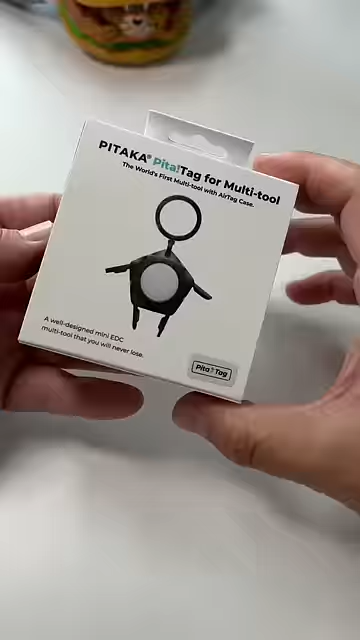 PITAKA® Pita!Tag for Multi-tool
The World's First Multi-tool with AirTag Case.
A well-designed mini EDC
multi-tool that you will never lose.
Pita!Tag